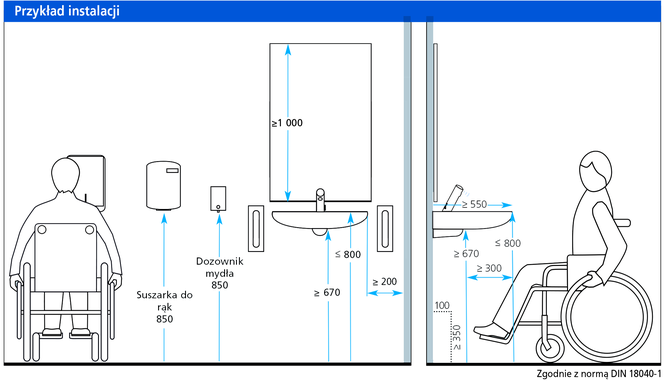 Przykład instalacji
≥1 000
≥ 550
≤ 800
≤ 800
≥ 670
Dozownik
mydła
850
≥ 300
≥ 200
Suszarka do
rąk
850
≥ 670
100
≥ 350
Zgodnie z normą DIN 18040-1